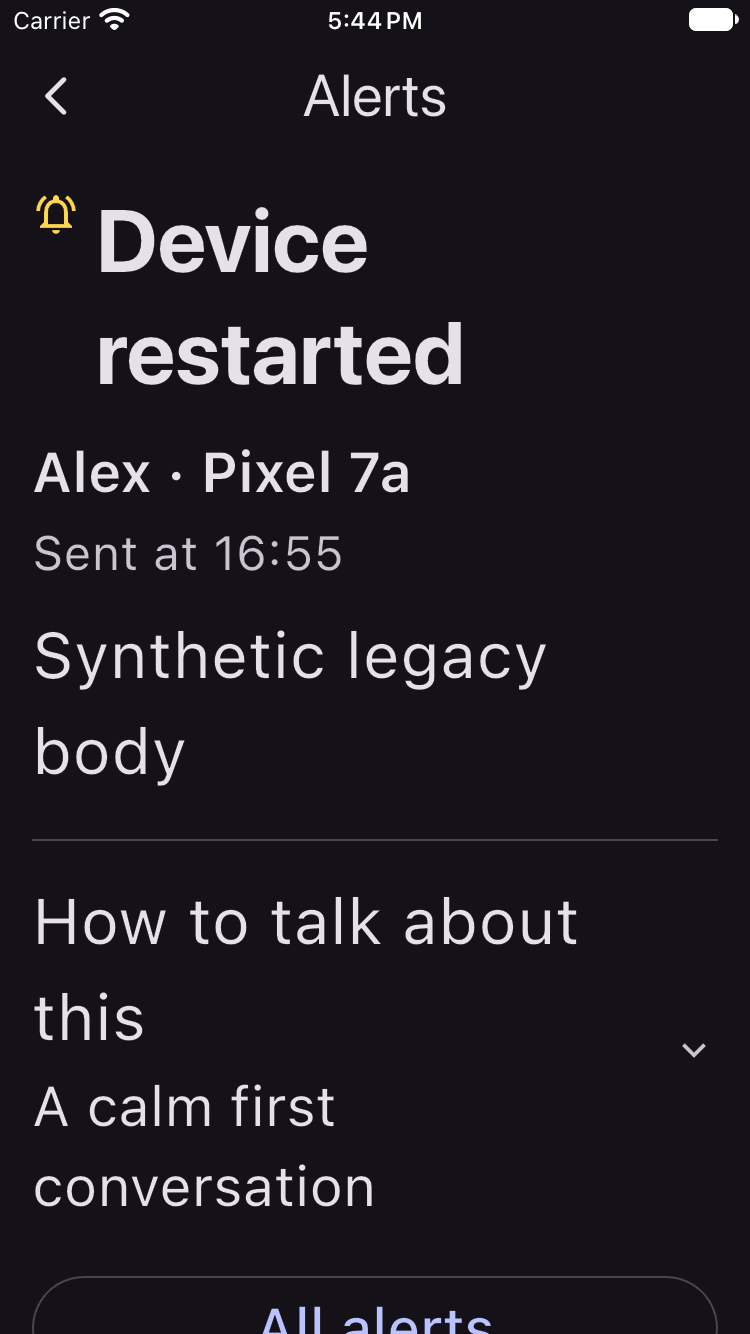 Carrier
5:44 PM
Alerts
Device
restarted
Alex · Pixel 7a
Sent at 16:55
Synthetic legacy
body
How to talk about
this
A calm first
conversation
All alerts